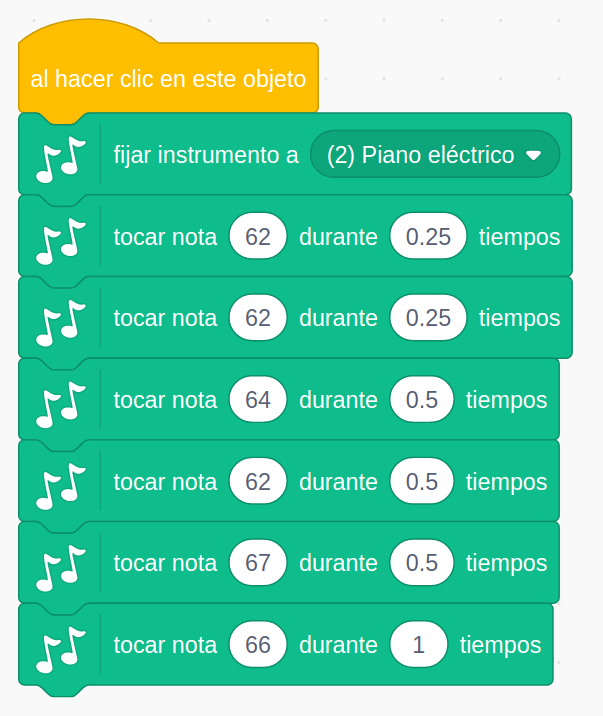 al hacer clic en este objeto
fijar instrumento a (2) Piano eléctrico
tocar nota 62 durante 0.25 tiempos
tocar nota 62 durante 0.25 tiempos
tocar nota 64 durante 0.5 tiempos
tocar nota 62 durante 0.5 tiempos
tocar nota 67 durante 0.5 tiempos
tocar nota 66 durante 1 tiempos